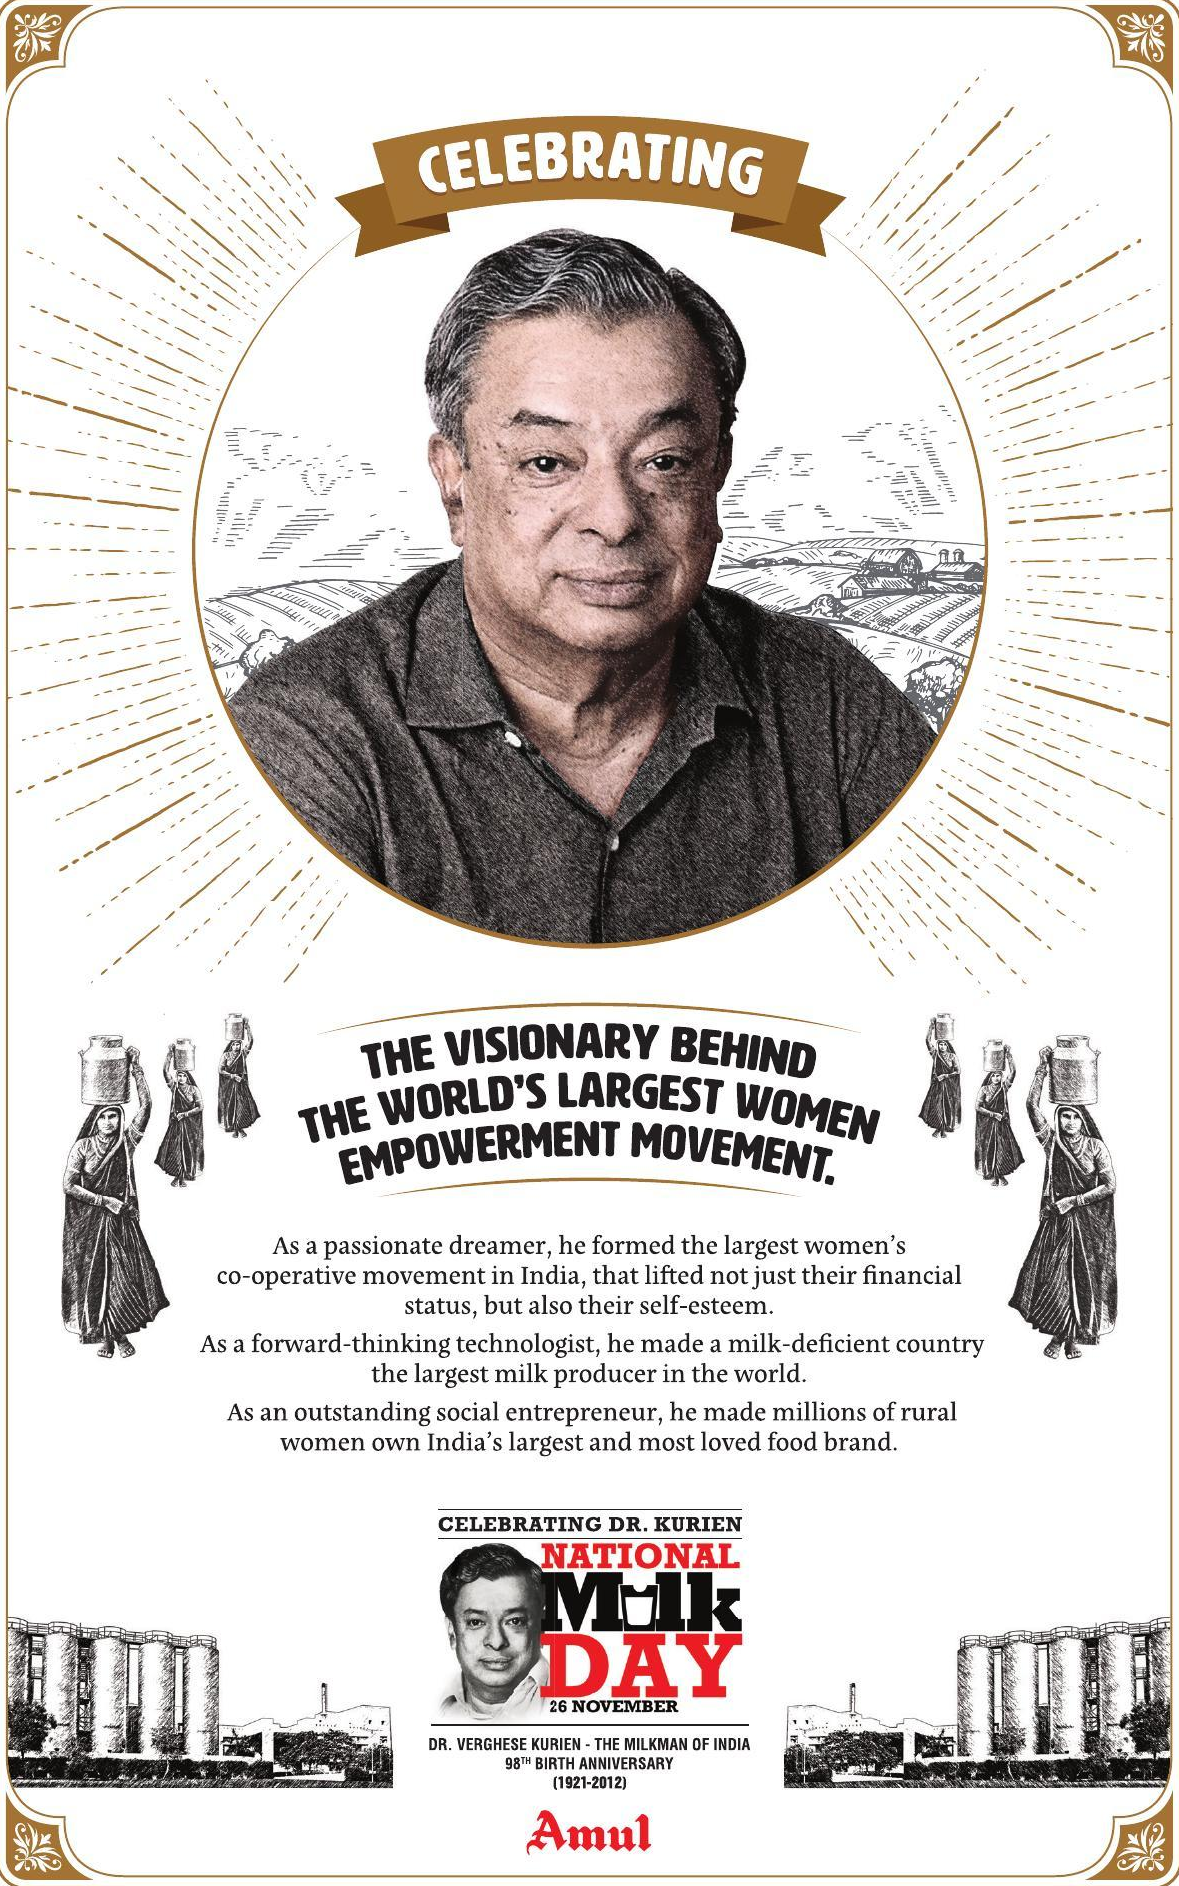 CELEBRATING
THE VISIONARY BEHIND
THE WORLD'S LARGEST WOMEN
EMPOWERMENT MOVEMENT.
As a passionate dreamer, he formed the largest women's
co-operative movement in India, that lifted not just their financial
status, but also their self-esteem.
As a forward-thinking technologist, he made a milk-deficient country
the largest milk producer in the world.
As an outstanding social entrepreneur, he made millions of rural
women own India's largest and most loved food brand.
CELEBRATING DR. KURIEN
NATIONAL
Milk
DAY
26 NOVEMBER
DR. VERGHESE KURIEN - THE MILKMAN OF INDIA
98TH BIRTH ANNIVERSARY
(1921-2012)
Amul